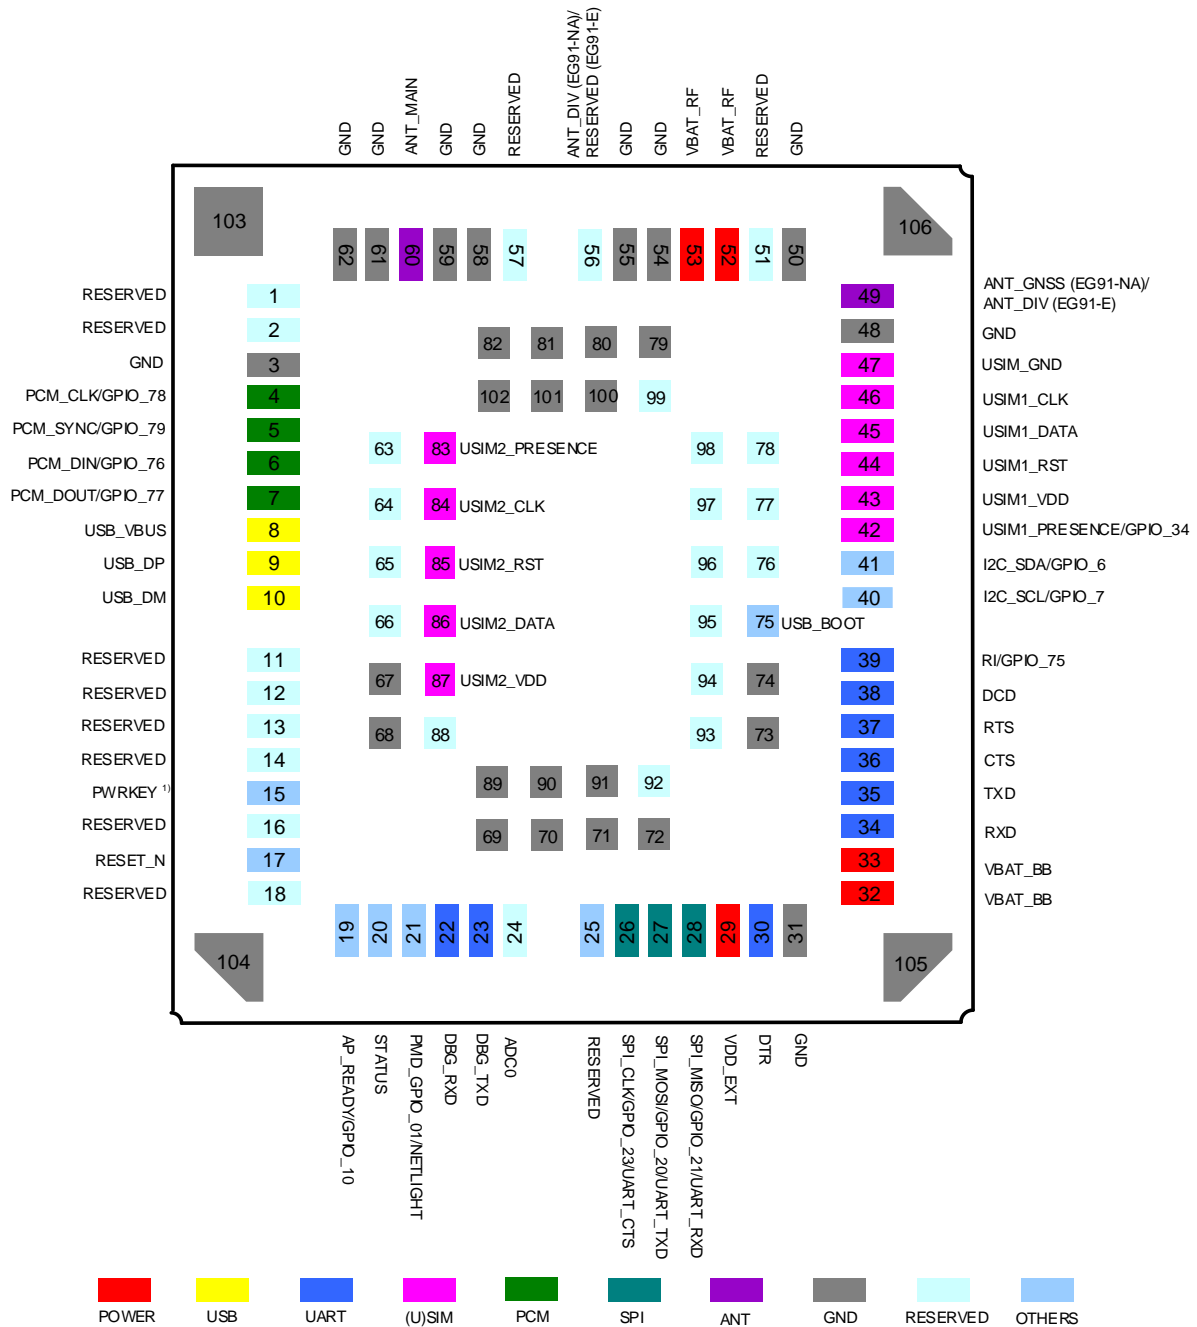 GND
GND
ANT_MAIN
GND
GND
RESERVED
ANT_DIV (EG91-NA)/
RESERVED (EG91-E)
GND
GND
VBAT_RF
VBAT_RF
RESERVED
GND
103
62
61
60
59
58
57
56
55
54
53
52
51
50
106
RESERVED
1
RESERVED
2
GND
3
PCM_CLK/GPIO_78
4
PCM_SYNC/GPIO_79
5
PCM_DIN/GPIO_76
6
PCM_DOUT/GPIO_77
7
USB_VBUS
8
USB_DP
9
USB_DM
10
RESERVED
11
RESERVED
12
RESERVED
13
RESERVED
14
PWRKEY 1)
15
RESERVED
16
RESET_N
17
RESERVED
18
82
81
80
79
102
101
100
99
63
83
USIM2_PRESENCE
98
78
64
84
USIM2_CLK
97
77
65
85
USIM2_RST
96
76
66
86
USIM2_DATA
95
75
USB_BOOT
67
87
USIM2_VDD
94
74
68
88
93
73
89
90
91
92
69
70
71
72
49
ANT_GNSS (EG91-NA)/
ANT_DIV (EG91-E)
48
GND
47
USIM_GND
46
USIM1_CLK
45
USIM1_DATA
44
USIM1_RST
43
USIM1_VDD
42
USIM1_PRESENCE/GPIO_34
41
I2C_SDA/GPIO_6
40
I2C_SCL/GPIO_7
39
RI/GPIO_75
38
DCD
37
RTS
36
CTS
35
TXD
34
RXD
33
VBAT_BB
32
VBAT_BB
104
19
20
21
22
23
24
25
26
27
28
29
30
31
105
AP_READY/GPIO_10
STATUS
PMD_GPIO_01/NETLIGHT
DBG_RXD
DBG_TXD
ADC0
RESERVED
SPI_CLK/GPIO_23/UART_CTS
SPI_MOSI/GPIO_20/UART_TXD
SPI_MISO/GPIO_21/UART_RXD
VDD_EXT
DTR
GND
POWER
USB
UART
(U)SIM
PCM
SPI
ANT
GND
RESERVED
OTHERS